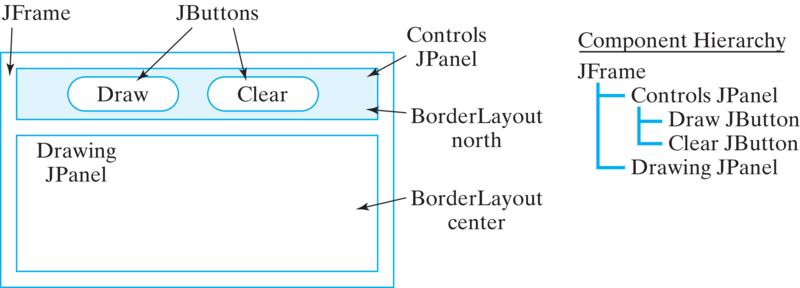 JFrame
JButtons
Controls
JPanel
Draw
Clear
BorderLayout
north
Drawing
JPanel
BorderLayout
center
Component Hierarchy
JFrame
Controls JPanel
Draw JButton
Clear JButton
Drawing JPanel